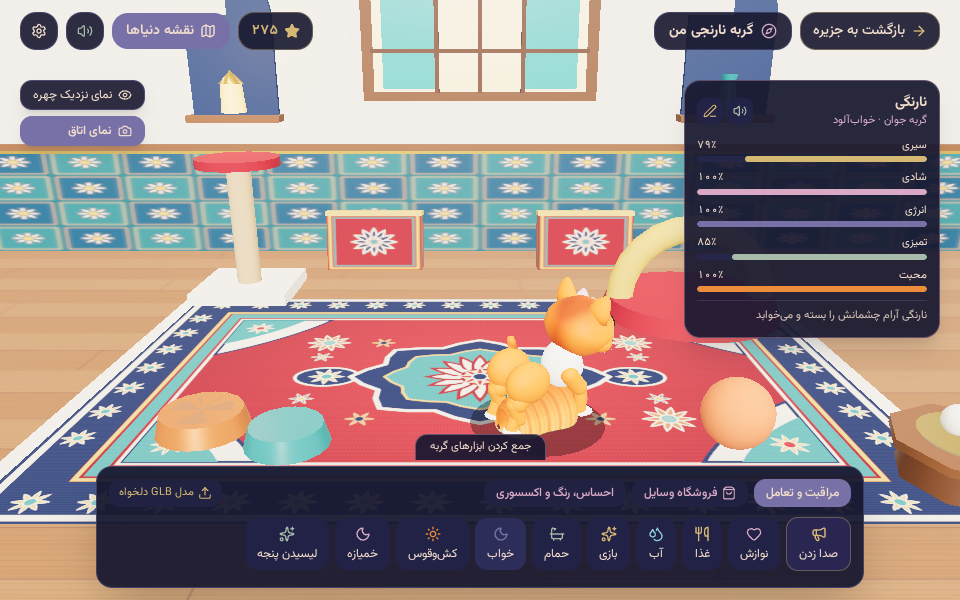 بازگشت به جزیره
گربه نارنجی من
۲۷۵
نقشه دنیاها
نمای نزدیک چهره
نمای اتاق
نارنگی
گربه جوان · خواب‌آلود
سیری ۷۹٪
شادی ۱۰۰٪
انرژی ۱۰۰٪
تمیزی ۸۵٪
محبت ۱۰۰٪
نارنگی آرام چشمانش را بسته و می‌خوابد
جمع کردن ابزارهای گربه
مراقبت و تعامل
فروشگاه وسایل
احساس، رنگ و اکسسوری
مدل GLB دلخواه
صدا زدن
نوازش
غذا
آب
بازی
حمام
خواب
کش‌وقوس
خمیازه
لیسیدن پنجه